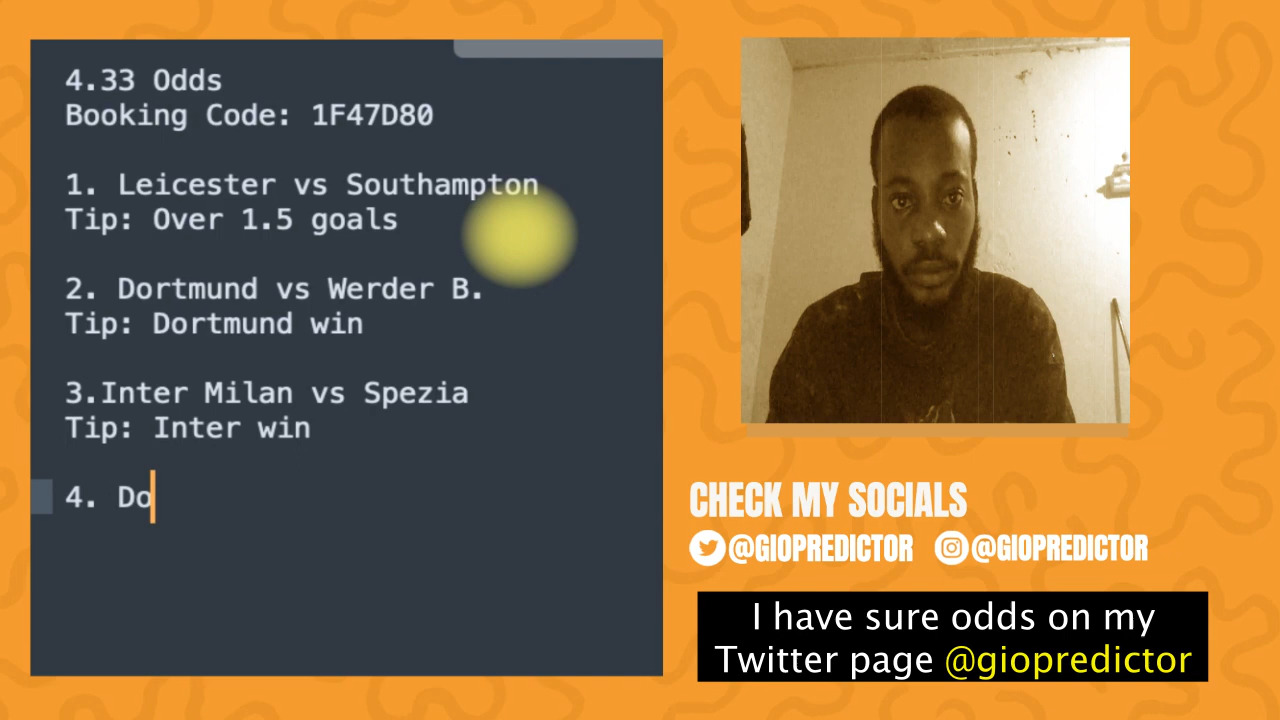 4.33 Odds
Booking Code: 1F47D80
1. Leicester vs Southampton
Tip: Over 1.5 goals
2. Dortmund vs Werder B.
Tip: Dortmund win
3.Inter Milan vs Spezia
Tip: Inter win
4. Do
CHECK MY SOCIALS
@GIOPREDICTOR @GIOPREDICTOR
I have sure odds on my
Twitter page @giopredictor